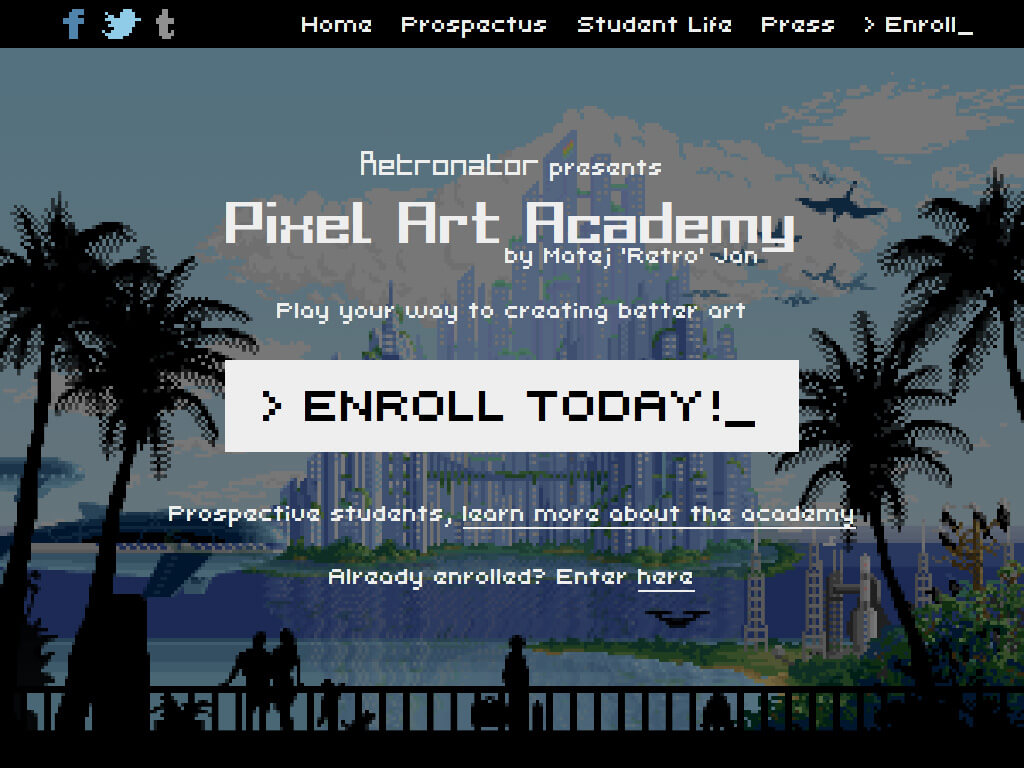 f t Home Prospectus Student Life Press > Enroll_
Retronator presents
Pixel Art Academy
by Matej 'Retro' Jan
Play your way to creating better art
> ENROLL TODAY!_
Prospective students, learn more about the academy.
Already enrolled? Enter here